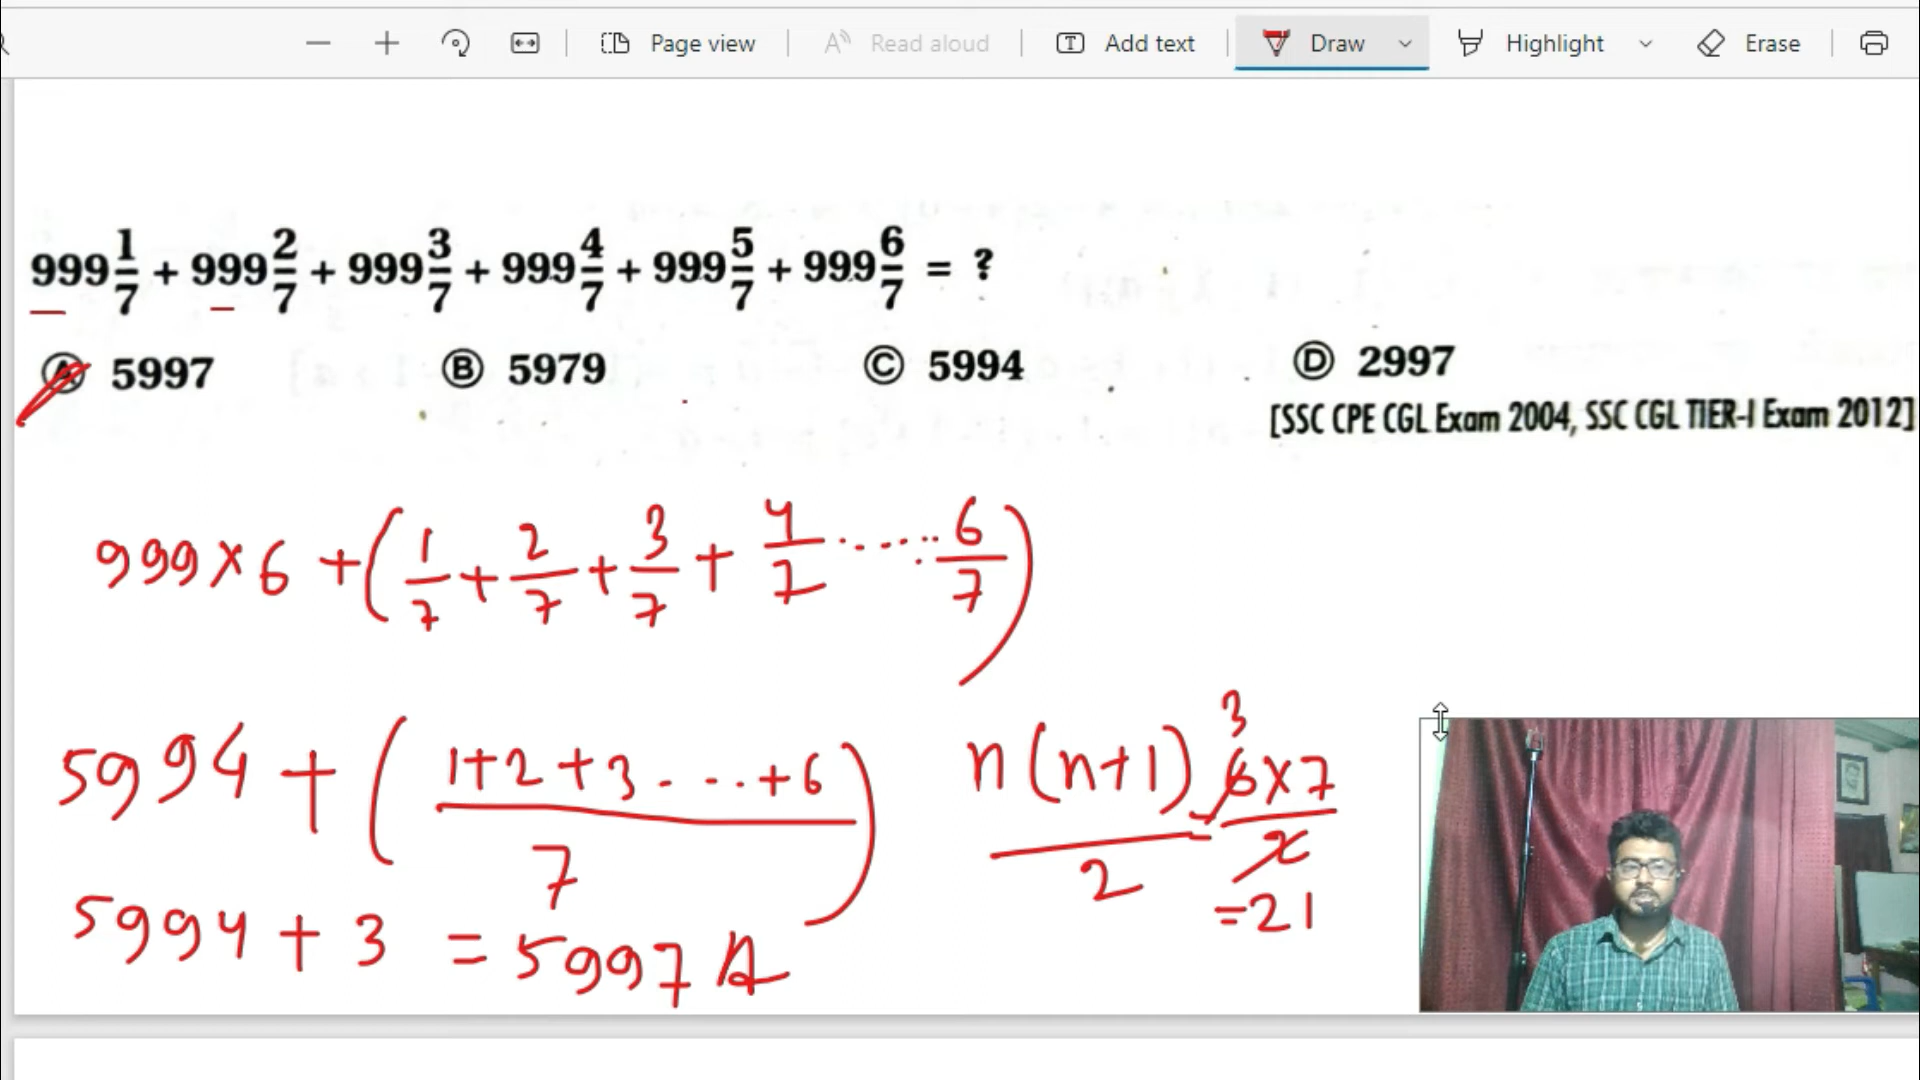 Page view Read aloud Add text Draw Highlight Erase
999 1/7 + 999 2/7 + 999 3/7 + 999 4/7 + 999 5/7 + 999 6/7 = ?
Ⓐ 5997 Ⓑ 5979 Ⓒ 5994 Ⓓ 2997
[SSC CPE CGL Exam 2004, SSC CGL TIER-I Exam 2012]
999 × 6 + (1/7 + 2/7 + 3/7 + 4/7 ........ 6/7)
5994 + (1+2+3 . . . . +6 / 7) n(n+1)/2 = 6×7/2 3
= 21
5994 + 3 = 5997 A